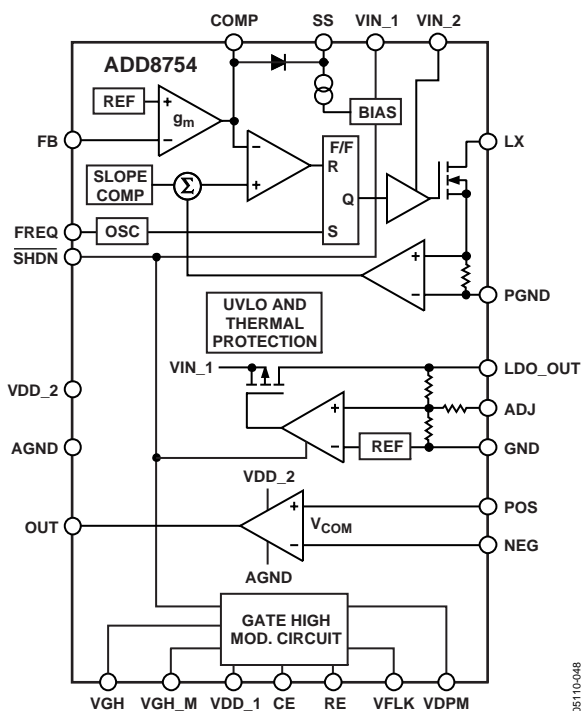 COMP SS VIN_1 VIN_2
ADD8754
REF + gm −
BIAS
FB
LX
SLOPE
COMP
Σ
− +
F/F
R
Q
S
FREQ OSC
SHDN
+ −
PGND
UVLO AND
THERMAL
PROTECTION
VIN_1
LDO_OUT
VDD_2
+ ADJ
AGND
− REF GND
VDD_2
OUT
+ POS
VCOM
− NEG
AGND
GATE HIGH
MOD. CIRCUIT
VGH VGH_M VDD_1 CE RE VFLK VDPM
05110-048